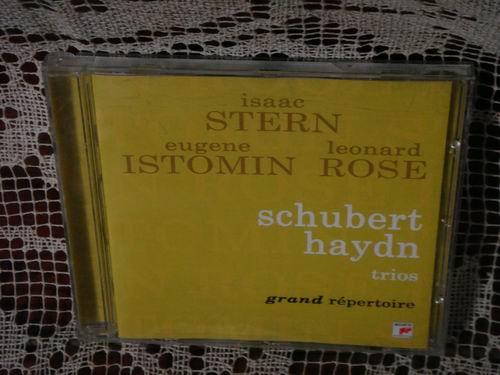 isaac
STERN
eugene leonard
ISTOMIN ROSE
schubert
haydn
trios
grand répertoire